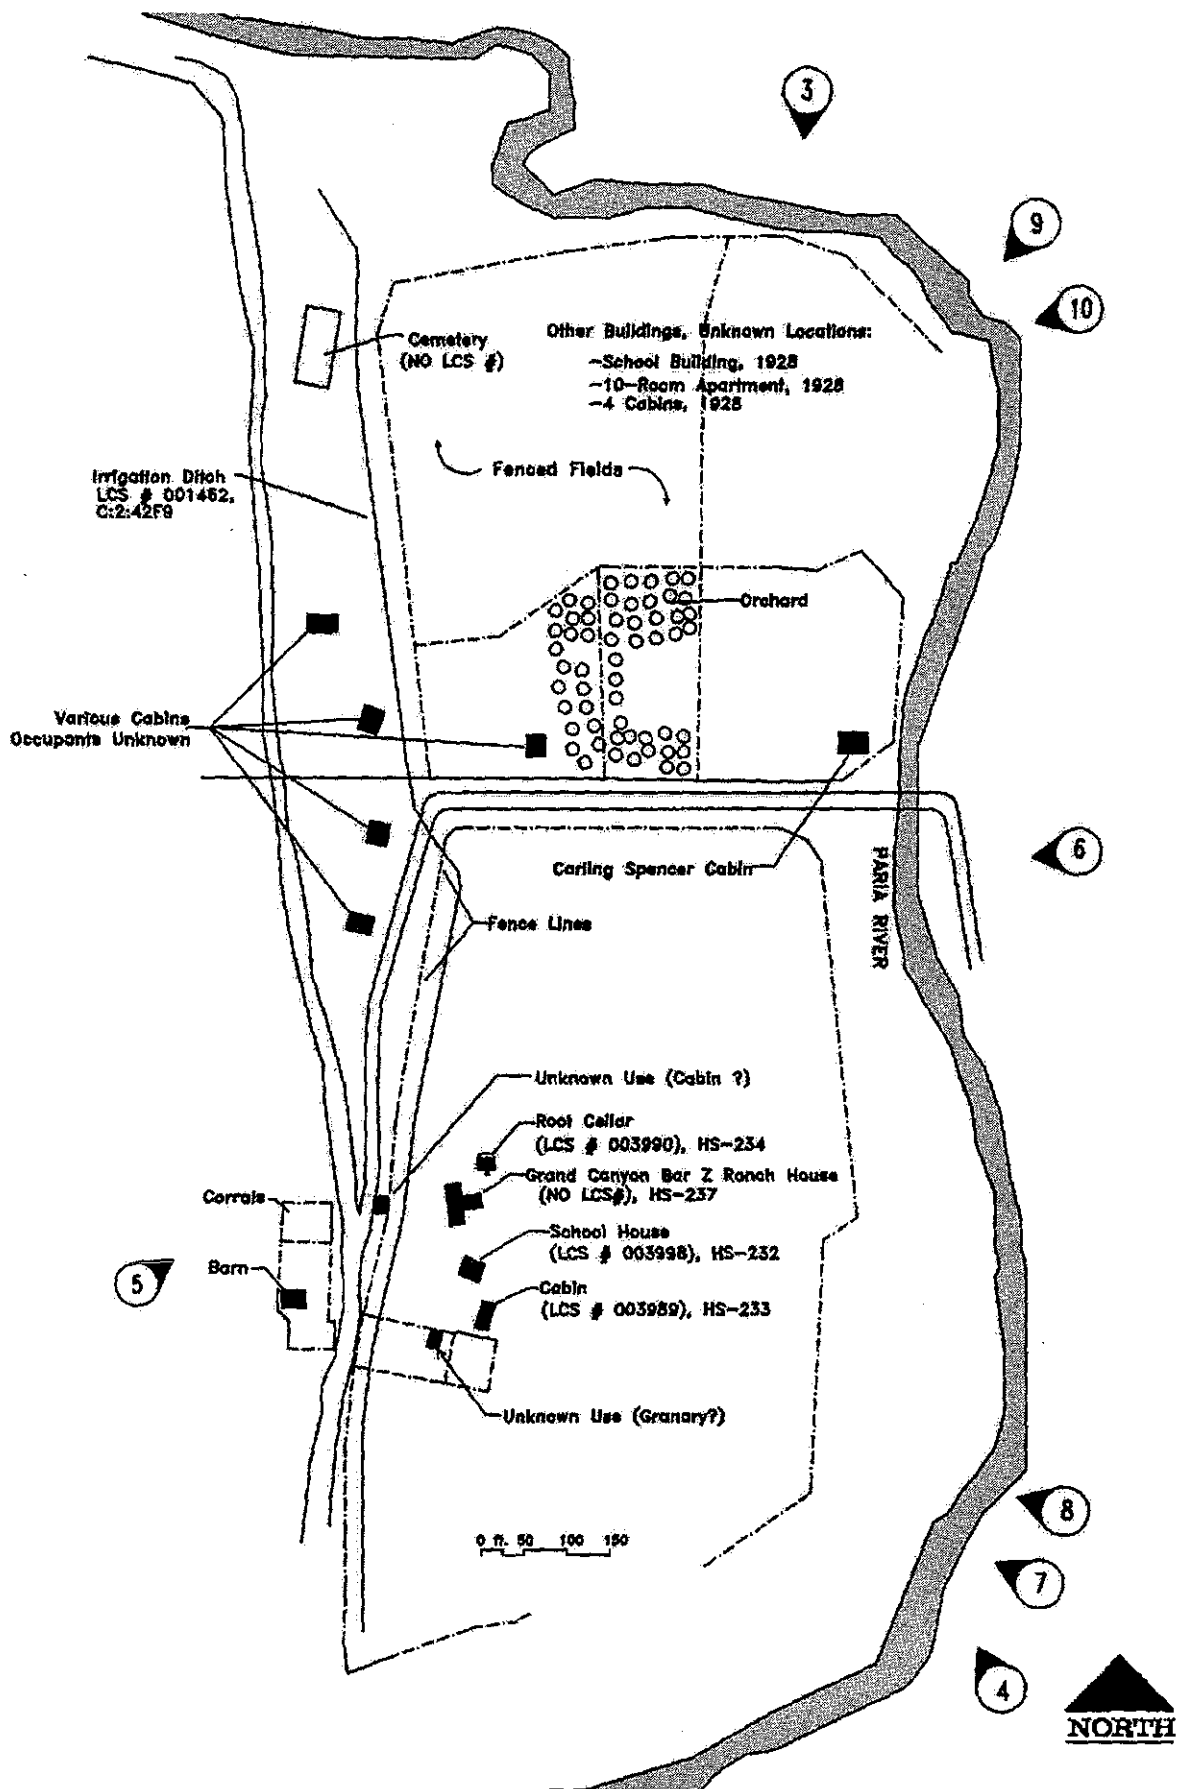 3
9
10
Cemetery
(NO LCS #)
Other Buildings, Unknown Locations:
-School Building, 1928
-10-Room Apartment, 1928
-4 Cabins, 1928
Fenced Fields
Irrigation Ditch
LCS # 001462,
C:2:42F9
Orchard
Various Cabins
Occupants Unknown
Carling Spencer Cabin
PARIA RIVER
6
Fence Lines
Unknown Use (Cabin ?)
Root Cellar
(LCS # 003990), HS-234
Grand Canyon Bar Z Ranch House
(NO LCS#), HS-237
Corrals
School House
(LCS # 003998), HS-232
5
Barn
Cabin
(LCS # 003989), HS-233
Unknown Use (Granary?)
8
0 ft. 50 100 150
7
4
NORTH